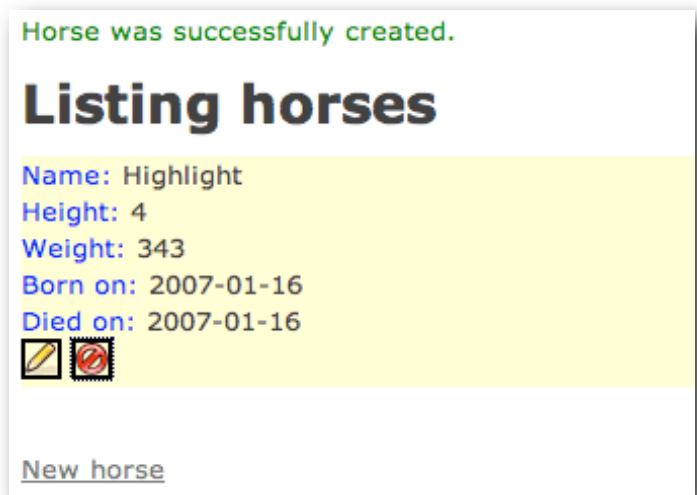 Horse was successfully created.
Listing horses
Name: Highlight
Height: 4
Weight: 343
Born on: 2007-01-16
Died on: 2007-01-16
New horse